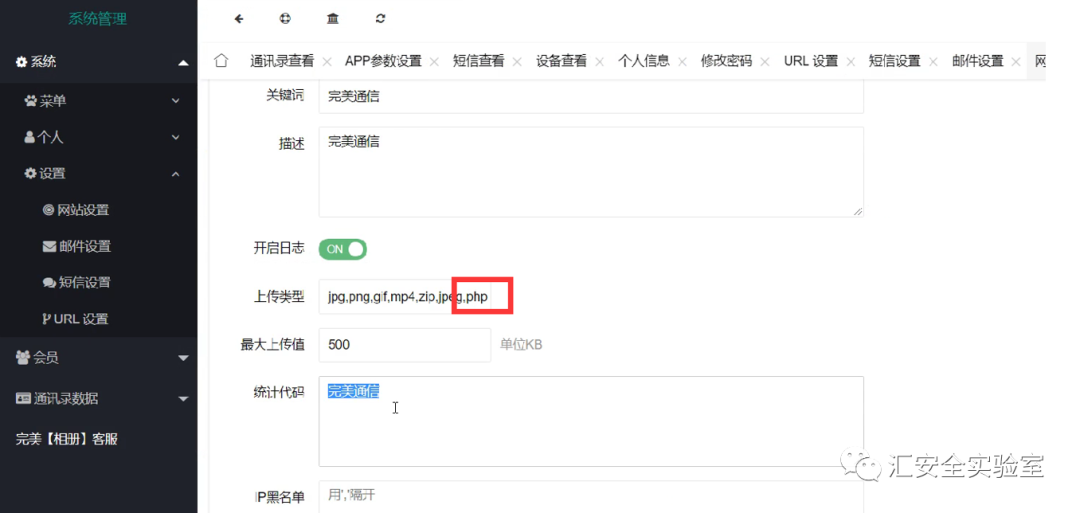 系统管理
系统
菜单
个人
设置
网站设置
邮件设置
短信设置
URL 设置
会员
通讯录数据
完美【相册】客服
通讯录查看 × APP参数设置 × 短信查看 × 设备查看 × 个人信息 × 修改密码 × URL 设置 × 短信设置 × 邮件设置 ×
关键词 完美通信
描述 完美通信
开启日志 ON
上传类型 jpg,png,gif,mp4,zip,jpeg,php
最大上传值 500 单位KB
统计代码 完美通信
IP黑名单 用','隔开
汇安全实验室